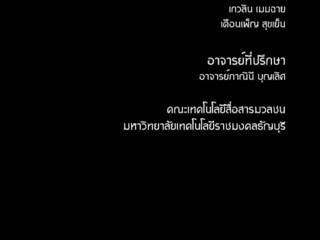 เกวลิน เมมฉาย
เดือนเพ็ญ สุขเย็น
อาจารย์ที่ปรึกษา
อาจารย์กาญินี บุญเลิศ
คณะเทคโนโลยีสื่อสารมวลชน
มหาวิทยาลัยเทคโนโลยีราชมงคลธัญบุรี